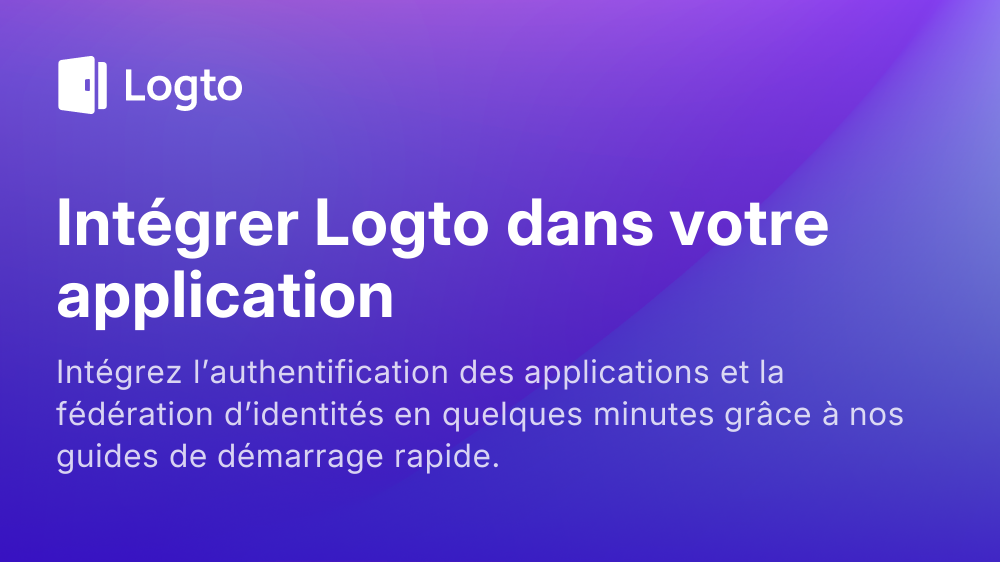 Logto
Intégrer Logto dans votre
application
Intégrez l’authentification des applications et la
fédération d’identités en quelques minutes grâce à nos
guides de démarrage rapide.